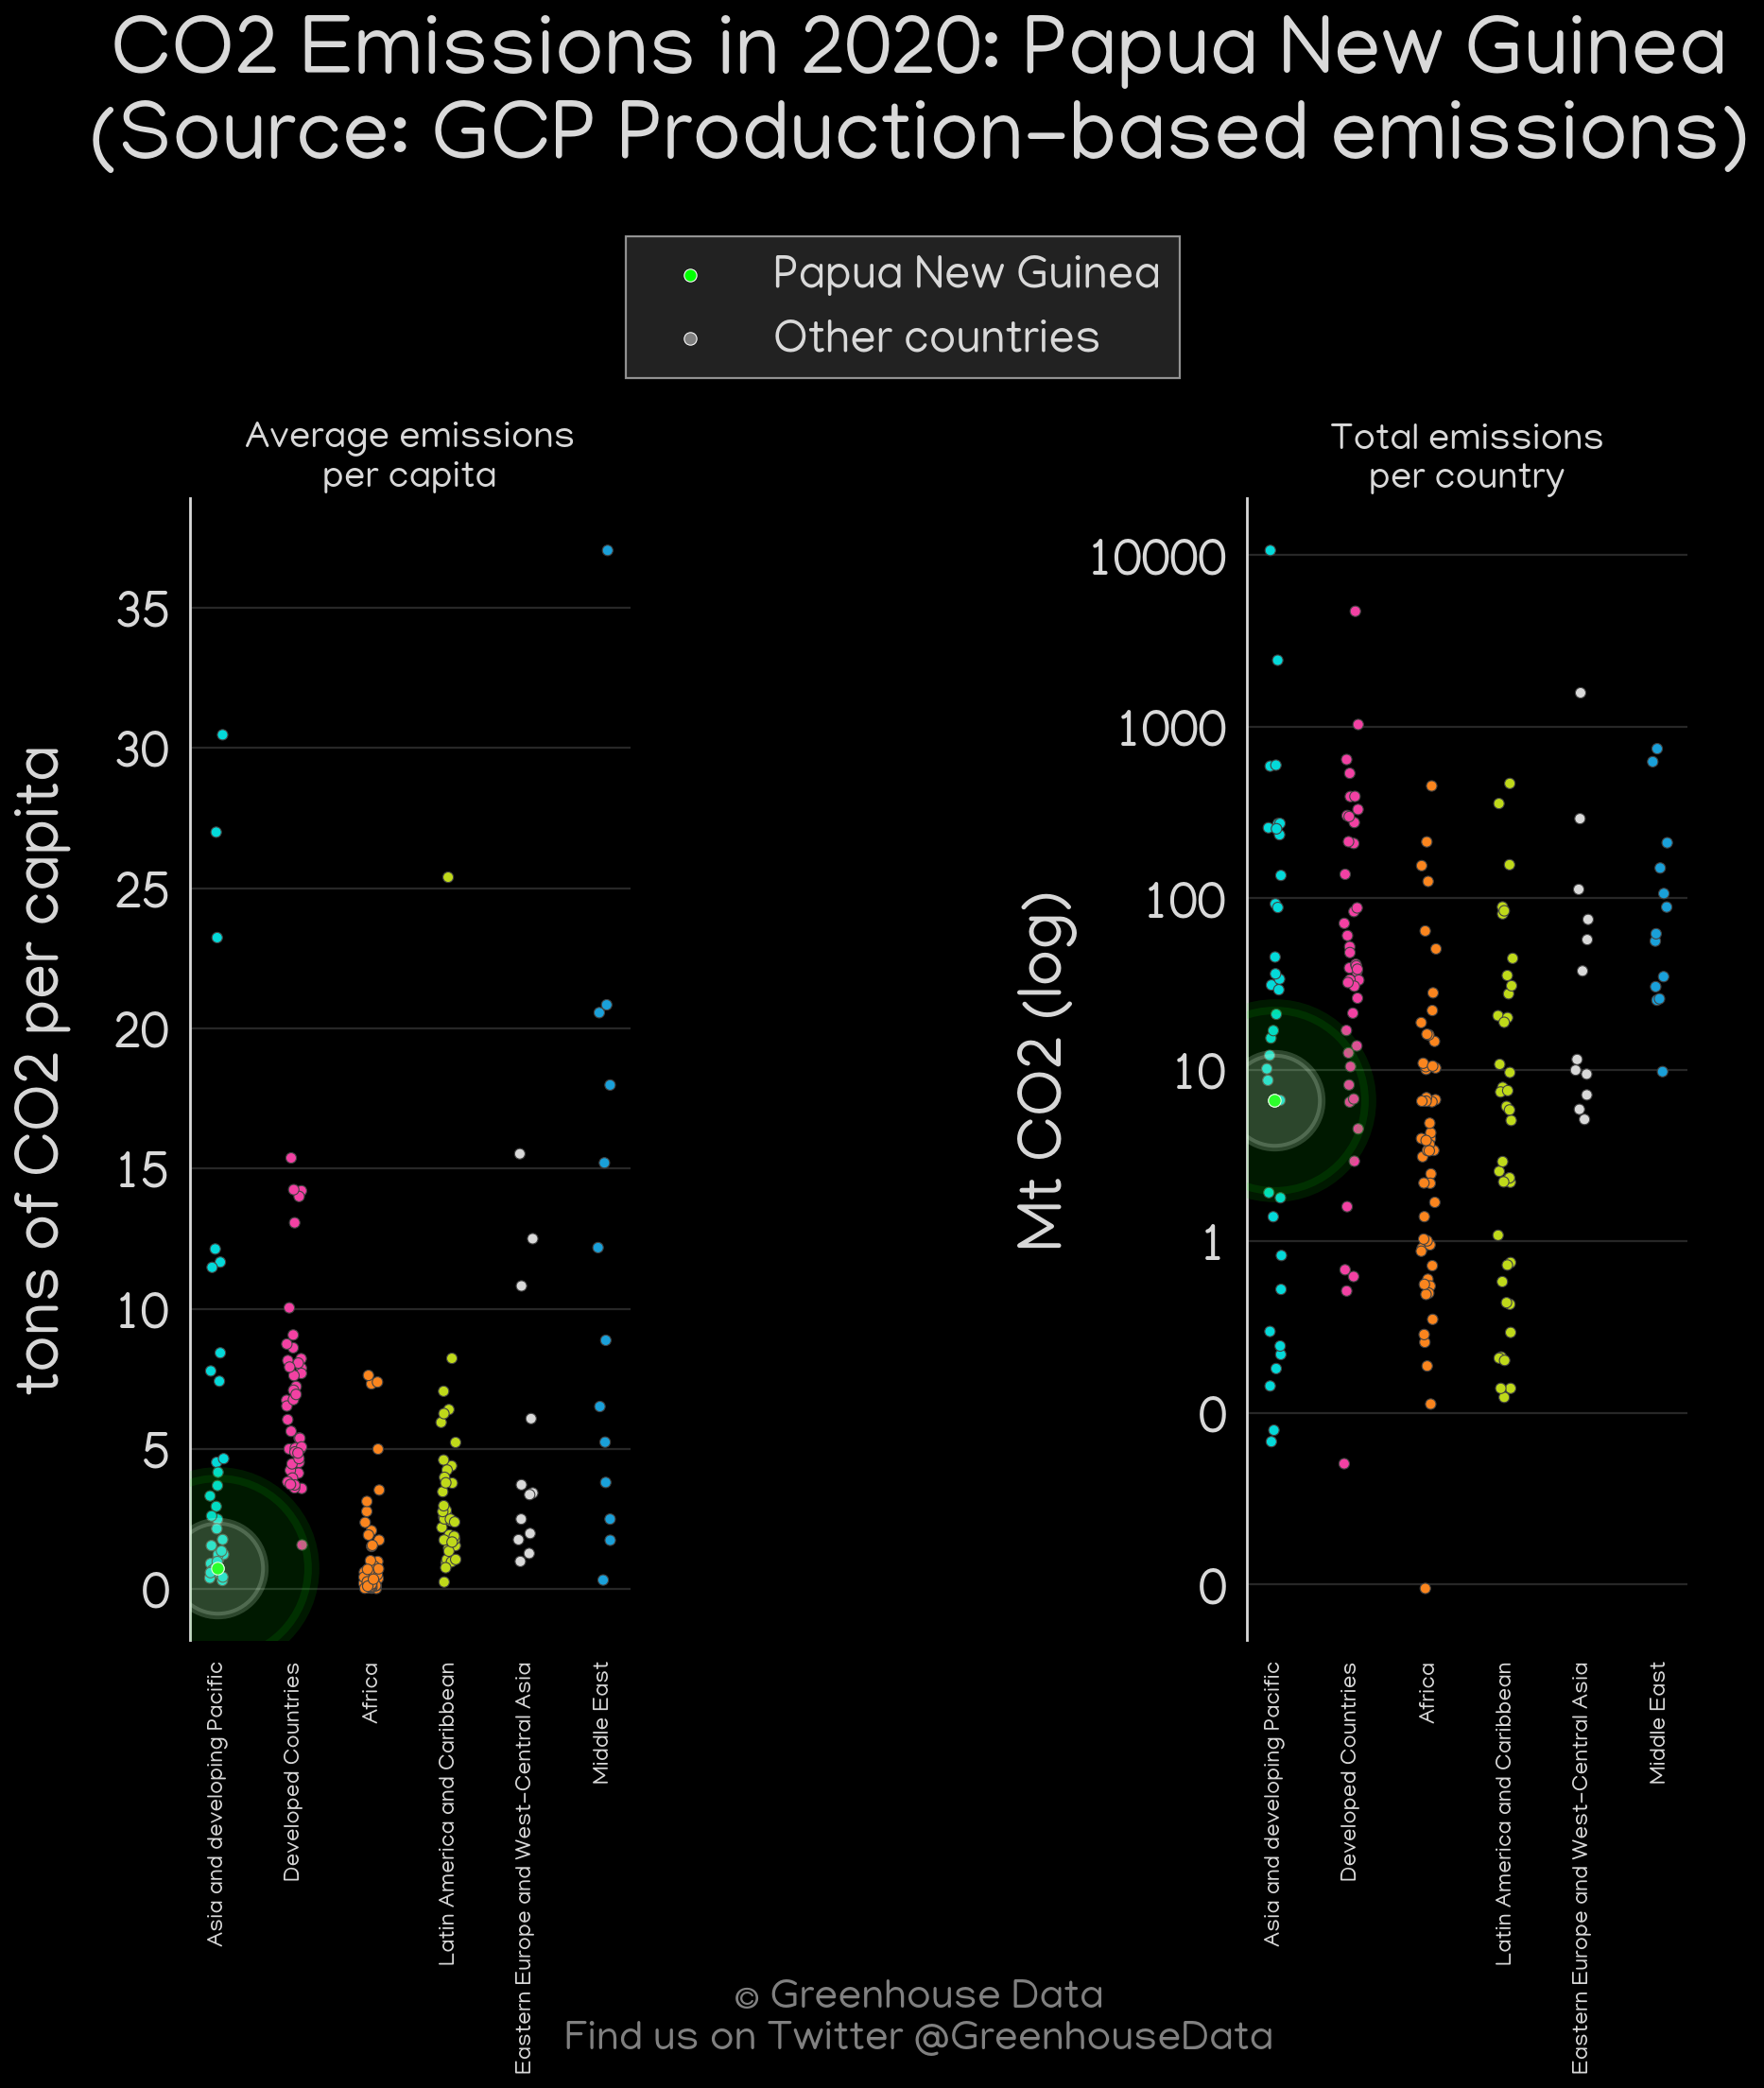 CO2 Emissions in 2020: Papua New Guinea
(Source: GCP Production-based emissions)
Papua New Guinea
Other countries
Average emissions
per capita
tons of CO2 per capita
35
30
25
20
15
10
5
0
Asia and developing Pacific
Developed Countries
Africa
Latin America and Caribbean
Eastern Europe and West-Central Asia
Middle East
Total emissions
per country
Mt CO2 (log)
10000
1000
100
10
1
0
0
Asia and developing Pacific
Developed Countries
Africa
Latin America and Caribbean
Eastern Europe and West-Central Asia
Middle East
© Greenhouse Data
Find us on Twitter @GreenhouseData